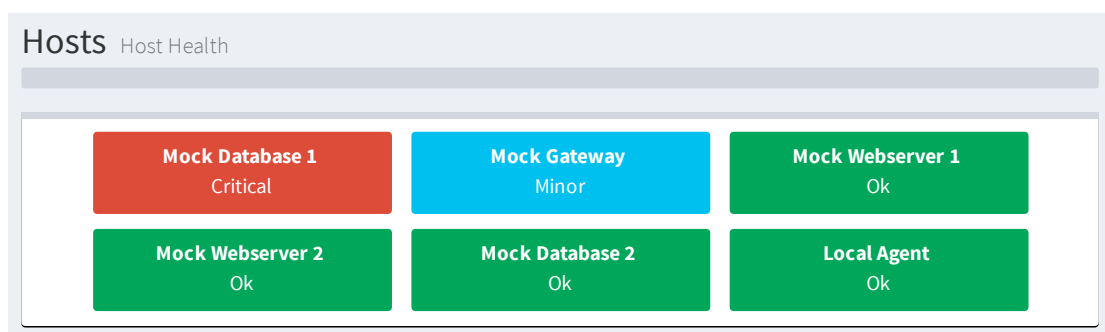 Hosts Host Health
Mock Database 1
Critical
Mock Gateway
Minor
Mock Webserver 1
Ok
Mock Webserver 2
Ok
Mock Database 2
Ok
Local Agent
Ok